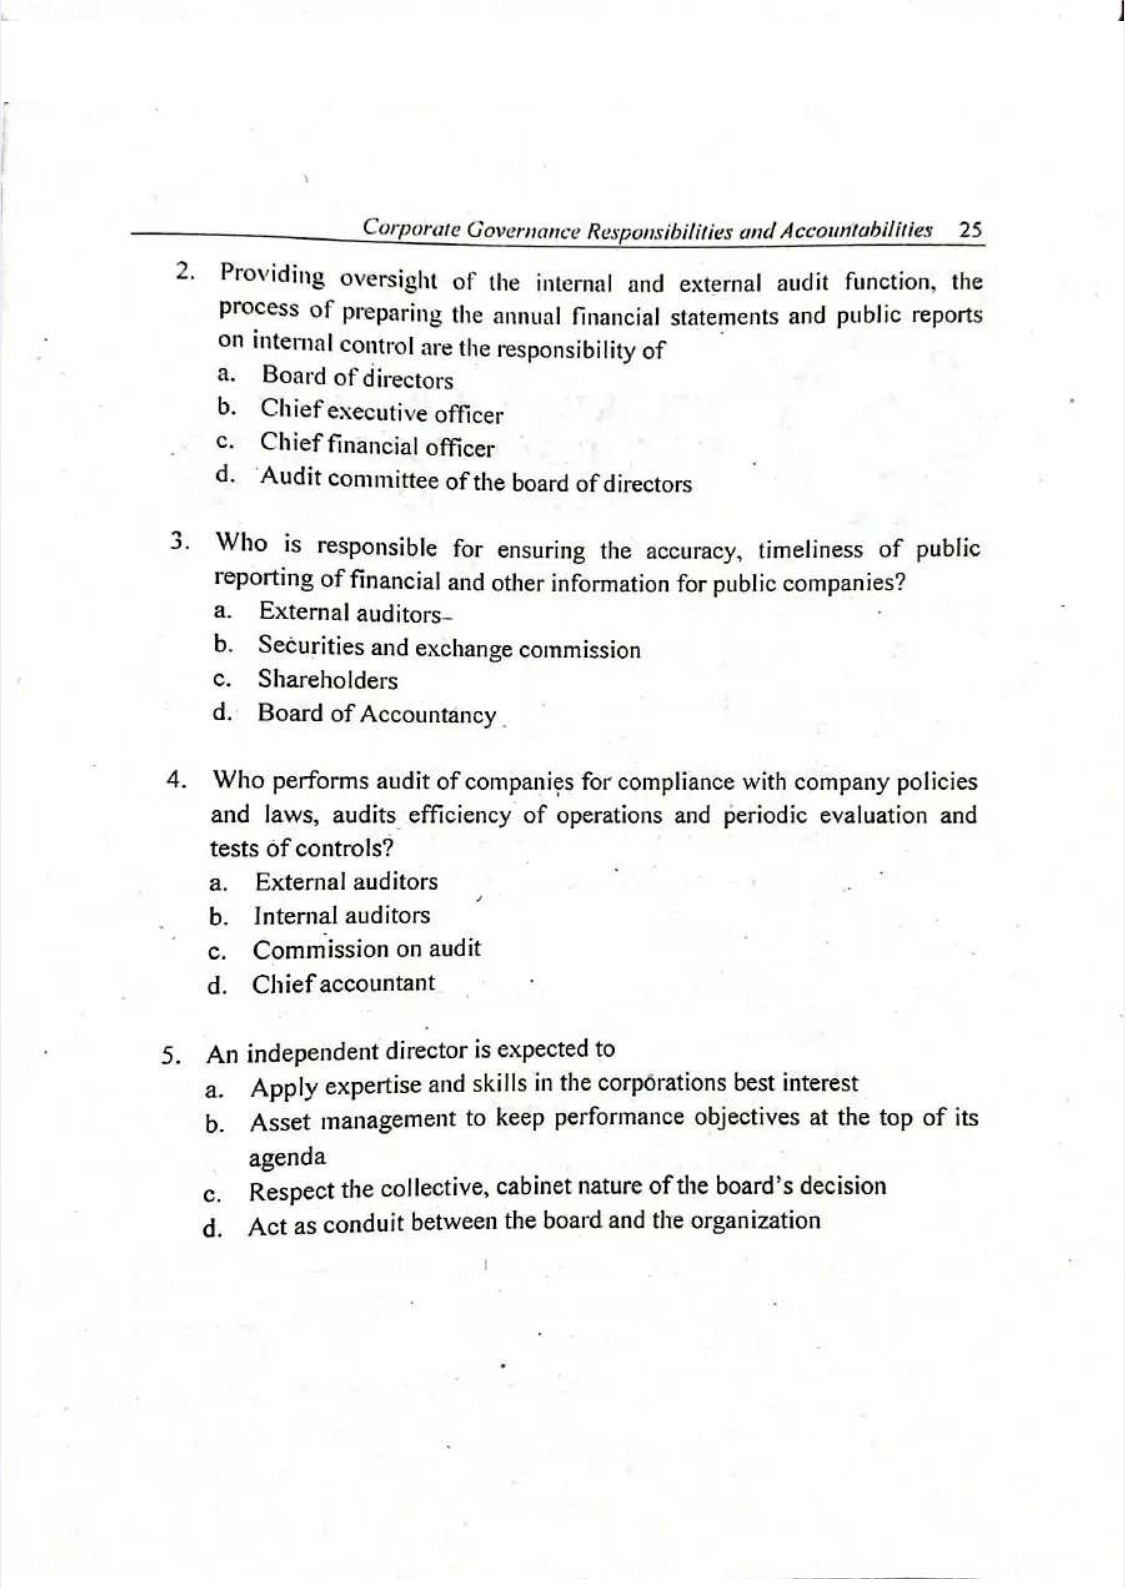 Corporate Governance Responsibilities and Accountabilities 25
2. Providing oversight of the internal and external audit function, the
process of preparing the annual financial statements and public reports
on internal control are the responsibility of
a. Board of directors
b. Chief executive officer
c. Chief financial officer
d. Audit committee of the board of directors
3. Who is responsible for ensuring the accuracy, timeliness of public
reporting of financial and other information for public companies?
a. External auditors-
b. Securities and exchange commission
c. Shareholders
d. Board of Accountancy
4. Who performs audit of companies for compliance with company policies
and laws, audits efficiency of operations and periodic evaluation and
tests of controls?
a. External auditors
b. Internal auditors
c. Commission on audit
d. Chief accountant
5. An independent director is expected to
a. Apply expertise and skills in the corporations best interest
b. Asset management to keep performance objectives at the top of its
agenda
c. Respect the collective, cabinet nature of the board's decision
d. Act as conduit between the board and the organization